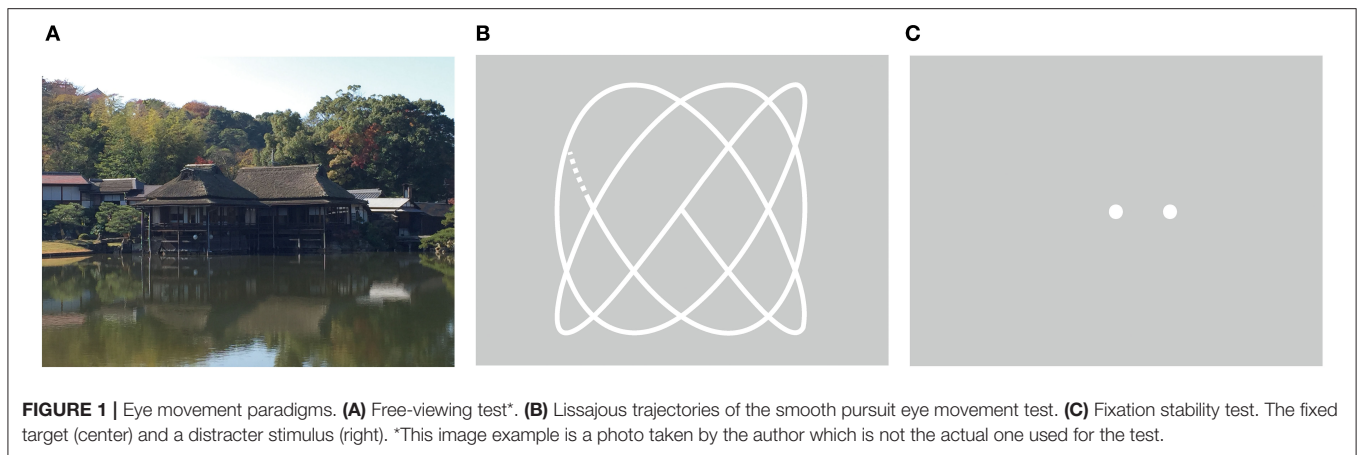 A
B
C
FIGURE 1 | Eye movement paradigms. (A) Free-viewing test*. (B) Lissajous trajectories of the smooth pursuit eye movement test. (C) Fixation stability test. The fixed
target (center) and a distracter stimulus (right). *This image example is a photo taken by the author which is not the actual one used for the test.